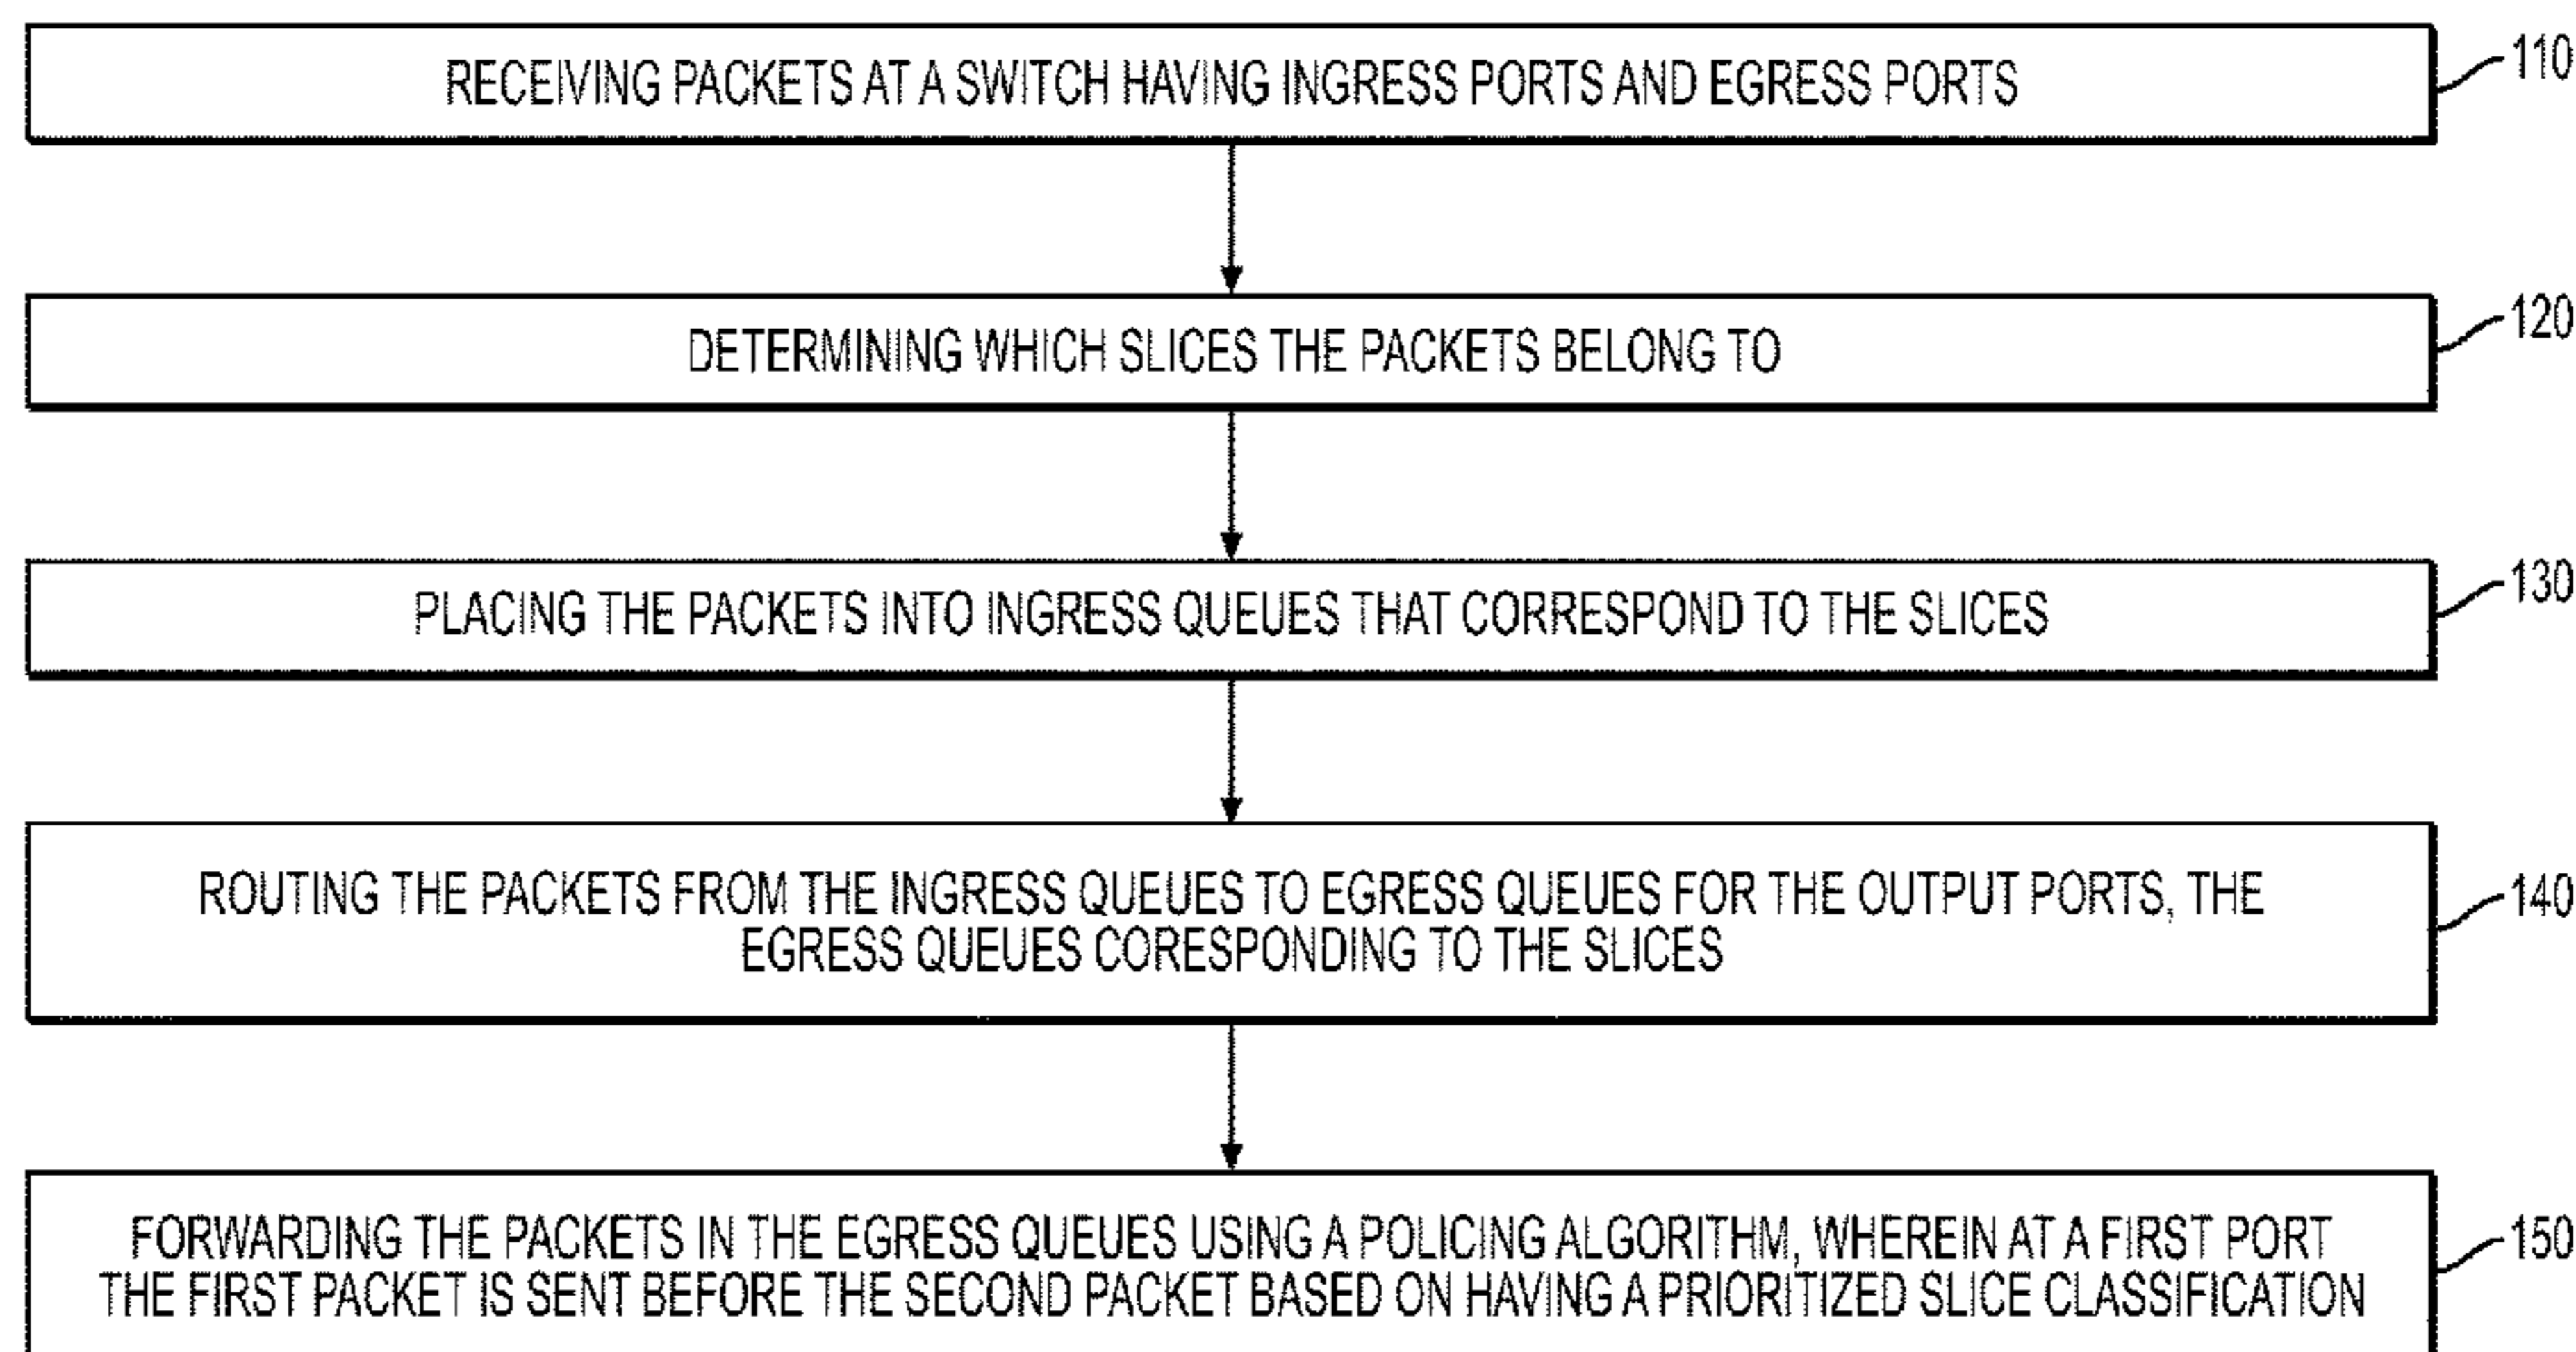 RECEIVING PACKETS AT A SWITCH HAVING INGRESS PORTS AND EGRESS PORTS
110
DETERMINING WHICH SLICES THE PACKETS BELONG TO
120
PLACING THE PACKETS INTO INGRESS QUEUES THAT CORRESPOND TO THE SLICES
130
ROUTING THE PACKETS FROM THE INGRESS QUEUES TO EGRESS QUEUES FOR THE OUTPUT PORTS, THE
EGRESS QUEUES CORESPONDING TO THE SLICES
140
FORWARDING THE PACKETS IN THE EGRESS QUEUES USING A POLICING ALGORITHM, WHEREIN AT A FIRST PORT
THE FIRST PACKET IS SENT BEFORE THE SECOND PACKET BASED ON HAVING A PRIORITIZED SLICE CLASSIFICATION
150